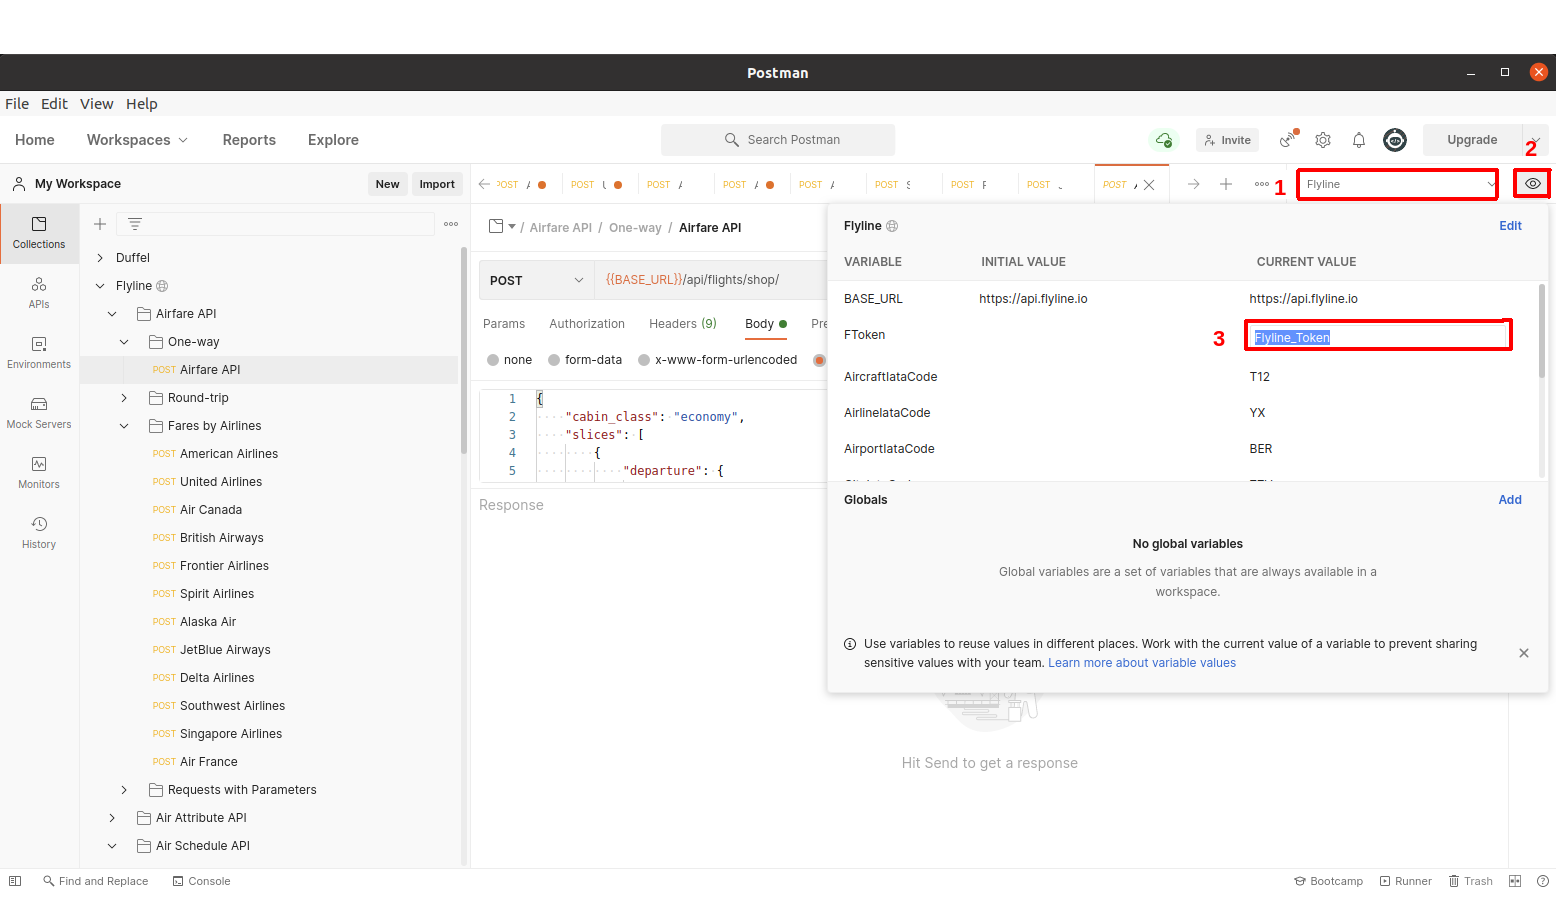 Postman
File Edit View Help
Home Workspaces Reports Explore Search Postman Invite Upgrade
2
My Workspace New Import
POST POST POST POST POST POST POST POST POST
1 Flyline
Collections
APIs
Environments
Mock Servers
Monitors
History
Duffel
Flyline
Airfare API
One-way
POST Airfare API
Round-trip
Fares by Airlines
POST American Airlines
POST United Airlines
POST Air Canada
POST British Airways
POST Frontier Airlines
POST Spirit Airlines
POST Alaska Air
POST JetBlue Airways
POST Delta Airlines
POST Southwest Airlines
POST Singapore Airlines
POST Air France
Requests with Parameters
Air Attribute API
Air Schedule API
/ Airfare API / One-way / Airfare API
POST {{BASE_URL}}/api/flights/shop/
Params Authorization Headers (9) Body Pre
none form-data x-www-form-urlencoded
1 {
2 "cabin_class": "economy",
3 "slices": [
4 {
5 "departure": {
Response
Hit Send to get a response
Flyline Edit
VARIABLE INITIAL VALUE CURRENT VALUE
BASE_URL https://api.flyline.io https://api.flyline.io
FToken 3 Flyline_Token
AircraftIataCode T12
AirlineIataCode YX
AirportIataCode BER
Globals Add
No global variables
Global variables are a set of variables that are always available in a
workspace.
Use variables to reuse values in different places. Work with the current value of a variable to prevent sharing
sensitive values with your team. Learn more about variable values
Find and Replace Console Bootcamp Runner Trash